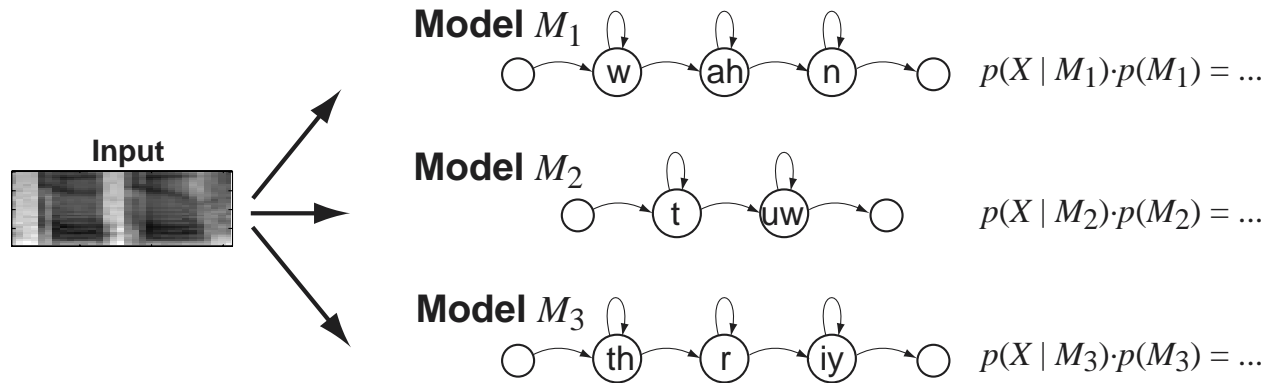 Model M1
w ah n
p(X | M1)·p(M1) = ...
Input
Model M2
t uw
p(X | M2)·p(M2) = ...
Model M3
th r iy
p(X | M3)·p(M3) = ...